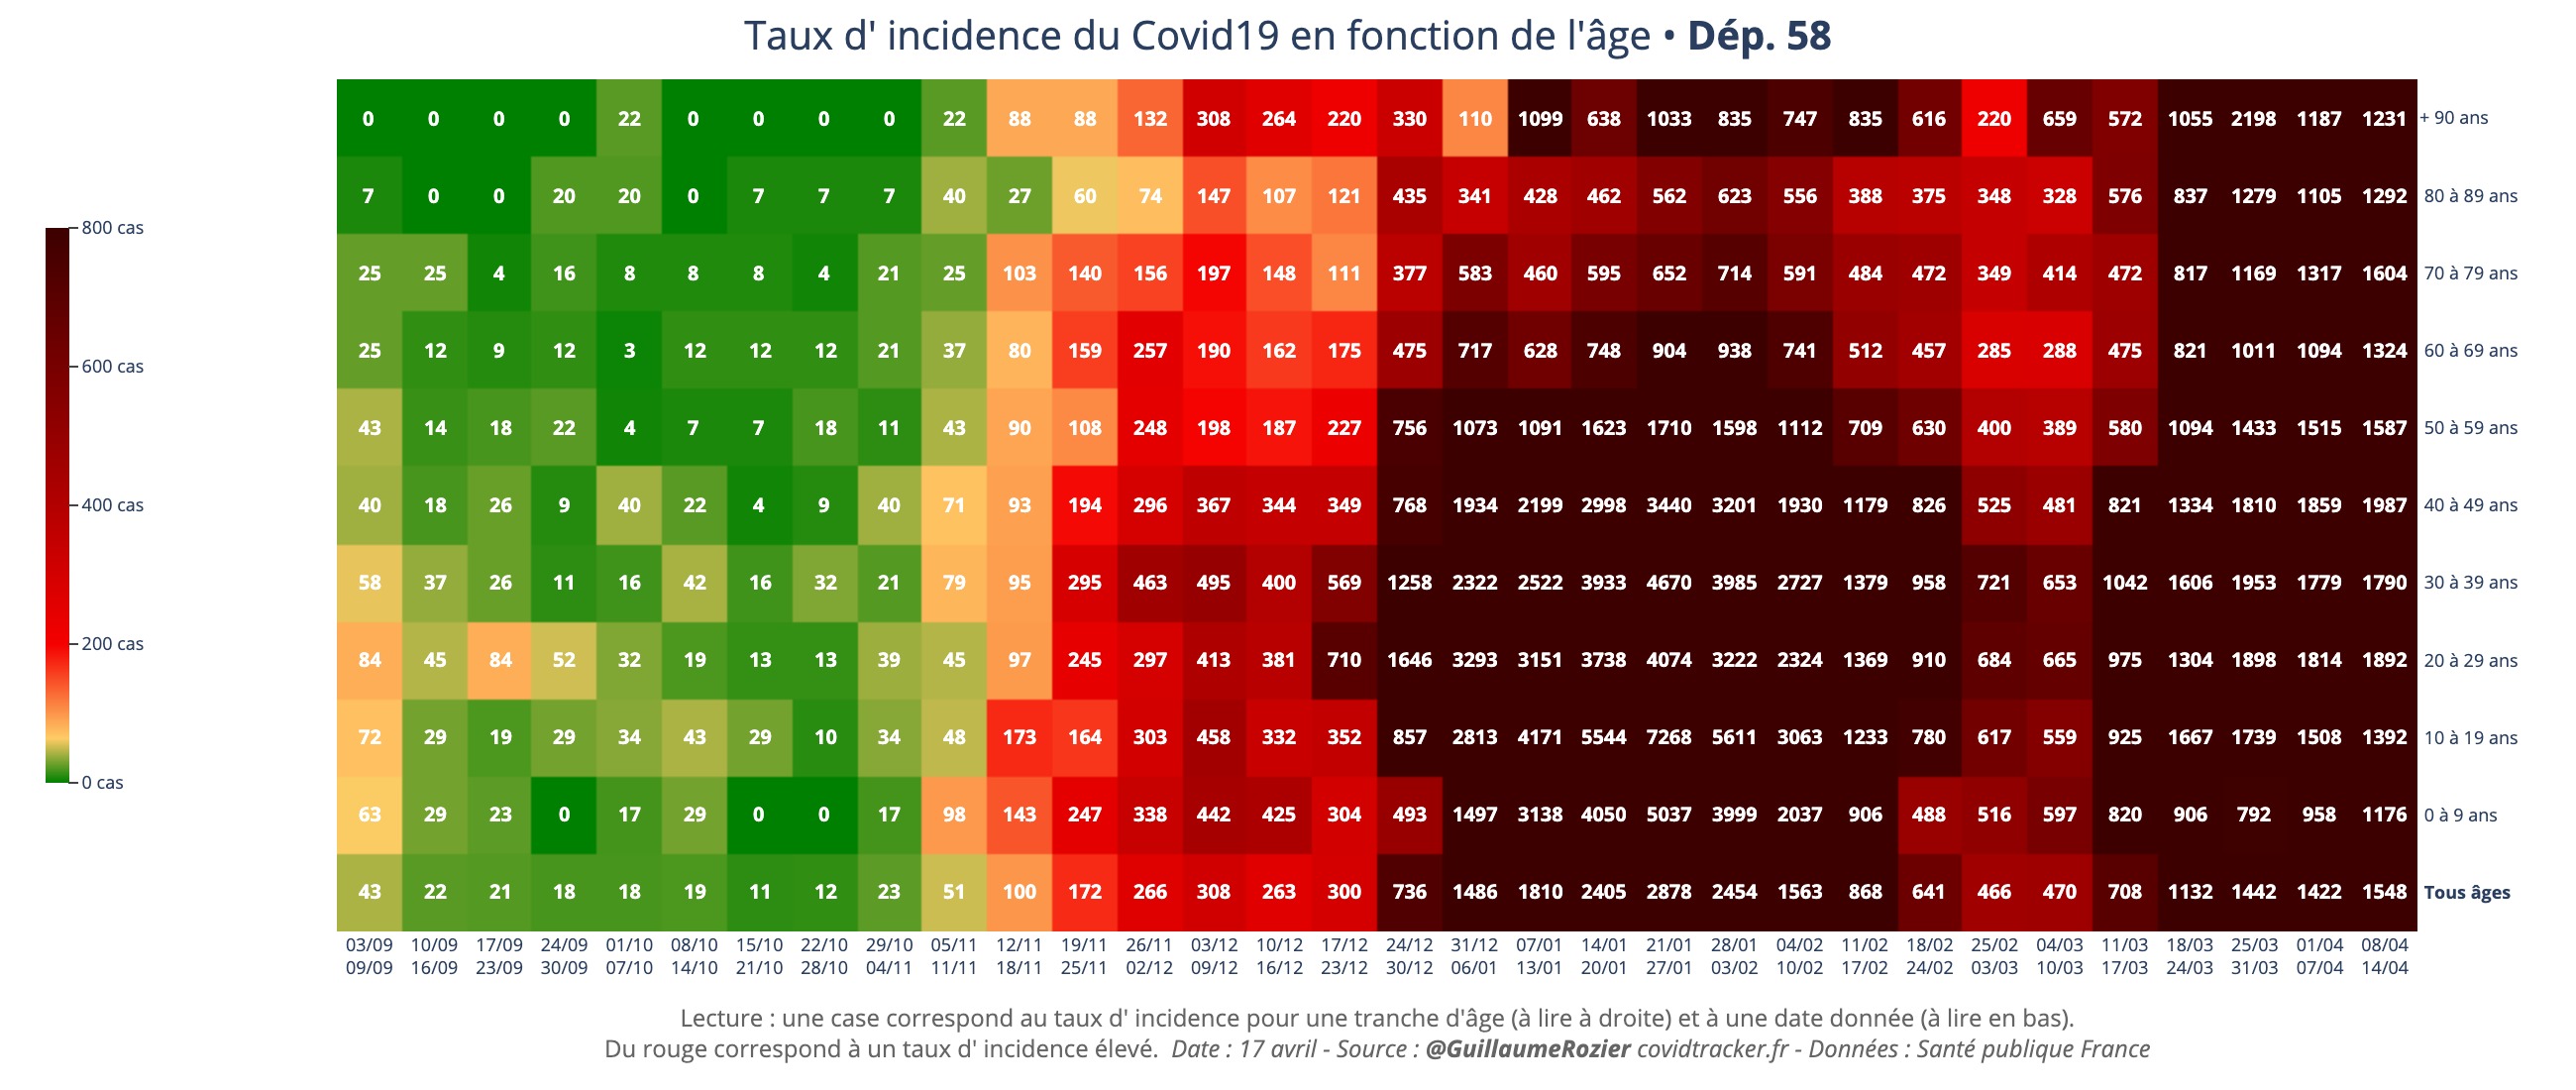 Taux d' incidence du Covid19 en fonction de l'âge • Dép. 58
0 0 0 0 22 0 0 0 0 22 88 88 132 308 264 220 330 110 1099 638 1033 835 747 835 616 220 659 572 1055 2198 1187 1231 + 90 ans
7 0 0 20 20 0 7 7 7 40 27 60 74 147 107 121 435 341 428 462 562 623 556 388 375 348 328 576 837 1279 1105 1292 80 à 89 ans
800 cas
25 25 4 16 8 8 8 4 21 25 103 140 156 197 148 111 377 583 460 595 652 714 591 484 472 349 414 472 817 1169 1317 1604 70 à 79 ans
25 12 9 12 3 12 12 12 21 37 80 159 257 190 162 175 475 717 628 748 904 938 741 512 457 285 288 475 821 1011 1094 1324 60 à 69 ans
600 cas
43 14 18 22 4 7 7 18 11 43 90 108 248 198 187 227 756 1073 1091 1623 1710 1598 1112 709 630 400 389 580 1094 1433 1515 1587 50 à 59 ans
400 cas
40 18 26 9 40 22 4 9 40 71 93 194 296 367 344 349 768 1934 2199 2998 3440 3201 1930 1179 826 525 481 821 1334 1810 1859 1987 40 à 49 ans
58 37 26 11 16 42 16 32 21 79 95 295 463 495 400 569 1258 2322 2522 3933 4670 3985 2727 1379 958 721 653 1042 1606 1953 1779 1790 30 à 39 ans
200 cas
84 45 84 52 32 19 13 13 39 45 97 245 297 413 381 710 1646 3293 3151 3738 4074 3222 2324 1369 910 684 665 975 1304 1898 1814 1892 20 à 29 ans
72 29 19 29 34 43 29 10 34 48 173 164 303 458 332 352 857 2813 4171 5544 7268 5611 3063 1233 780 617 559 925 1667 1739 1508 1392 10 à 19 ans
0 cas
63 29 23 0 17 29 0 0 17 98 143 247 338 442 425 304 493 1497 3138 4050 5037 3999 2037 906 488 516 597 820 906 792 958 1176 0 à 9 ans
43 22 21 18 18 19 11 12 23 51 100 172 266 308 263 300 736 1486 1810 2405 2878 2454 1563 868 641 466 470 708 1132 1442 1422 1548 Tous âges
03/09 10/09 17/09 24/09 01/10 08/10 15/10 22/10 29/10 05/11 12/11 19/11 26/11 03/12 10/12 17/12 24/12 31/12 07/01 14/01 21/01 28/01 04/02 11/02 18/02 25/02 04/03 11/03 18/03 25/03 01/04 08/04
09/09 16/09 23/09 30/09 07/10 14/10 21/10 28/10 04/11 11/11 18/11 25/11 02/12 09/12 16/12 23/12 30/12 06/01 13/01 20/01 27/01 03/02 10/02 17/02 24/02 03/03 10/03 17/03 24/03 31/03 07/04 14/04
Lecture : une case correspond au taux d' incidence pour une tranche d'âge (à lire à droite) et à une date donnée (à lire en bas).
Du rouge correspond à un taux d' incidence élevé. Date : 17 avril - Source : @GuillaumeRozier covidtracker.fr - Données : Santé publique France